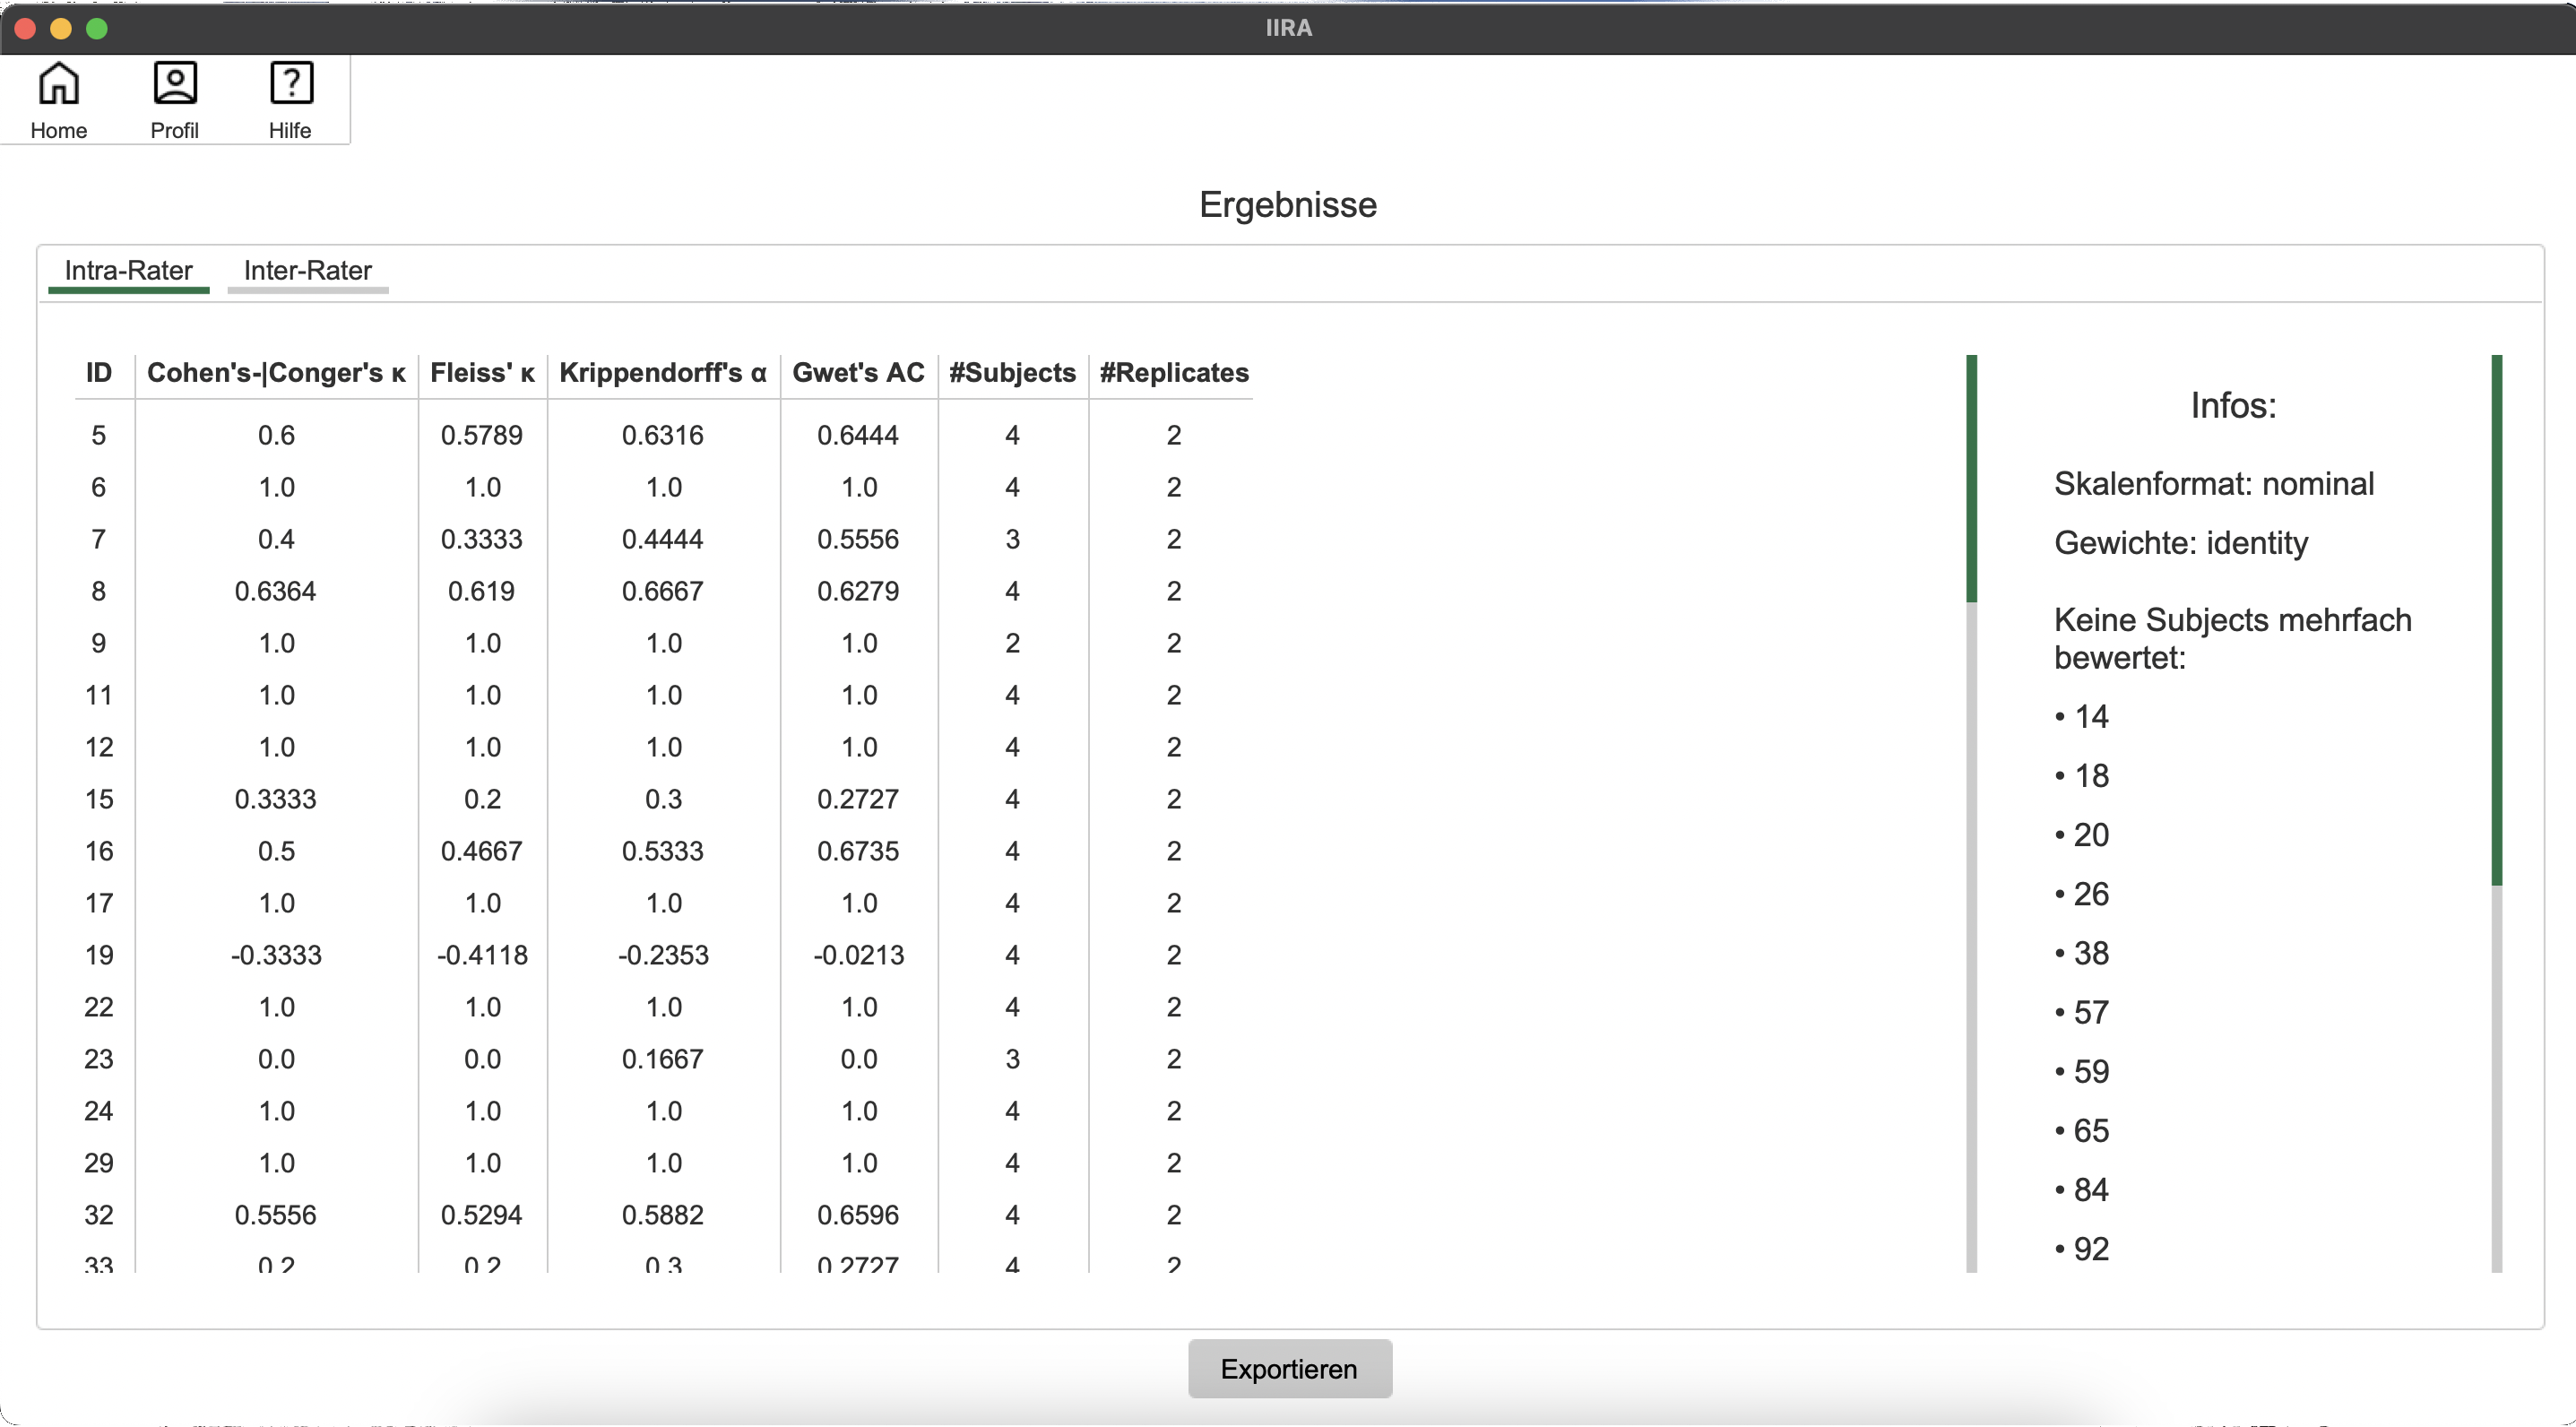 IIRA
Home Profil Hilfe
Ergebnisse
Intra-Rater Inter-Rater
ID Cohen's-|Conger's κ Fleiss' κ Krippendorff's α Gwet's AC #Subjects #Replicates
5 0.6 0.5789 0.6316 0.6444 4 2
6 1.0 1.0 1.0 1.0 4 2
7 0.4 0.3333 0.4444 0.5556 3 2
8 0.6364 0.619 0.6667 0.6279 4 2
9 1.0 1.0 1.0 1.0 2 2
11 1.0 1.0 1.0 1.0 4 2
12 1.0 1.0 1.0 1.0 4 2
15 0.3333 0.2 0.3 0.2727 4 2
16 0.5 0.4667 0.5333 0.6735 4 2
17 1.0 1.0 1.0 1.0 4 2
19 -0.3333 -0.4118 -0.2353 -0.0213 4 2
22 1.0 1.0 1.0 1.0 4 2
23 0.0 0.0 0.1667 0.0 3 2
24 1.0 1.0 1.0 1.0 4 2
29 1.0 1.0 1.0 1.0 4 2
32 0.5556 0.5294 0.5882 0.6596 4 2
33 0.2 0.2 0.3 0.2727 4 2
Infos:
Skalenformat: nominal
Gewichte: identity
Keine Subjects mehrfach
bewertet:
• 14
• 18
• 20
• 26
• 38
• 57
• 59
• 65
• 84
• 92
Exportieren